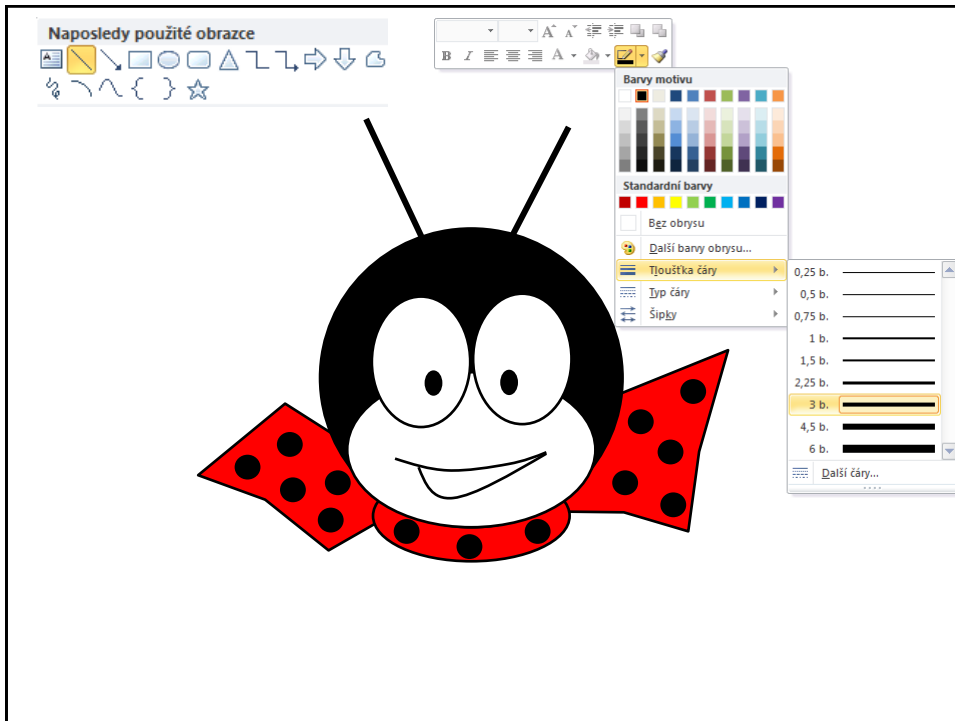 Naposledy použité obrazce
A A
B I A
Barvy motivu
Standardní barvy
Bez obrysu
Další barvy obrysu...
Tloušťka čáry
Typ čáry
Šipky
0,25 b.
0,5 b.
0,75 b.
1 b.
1,5 b.
2,25 b.
3 b.
4,5 b.
6 b.
Další čáry...